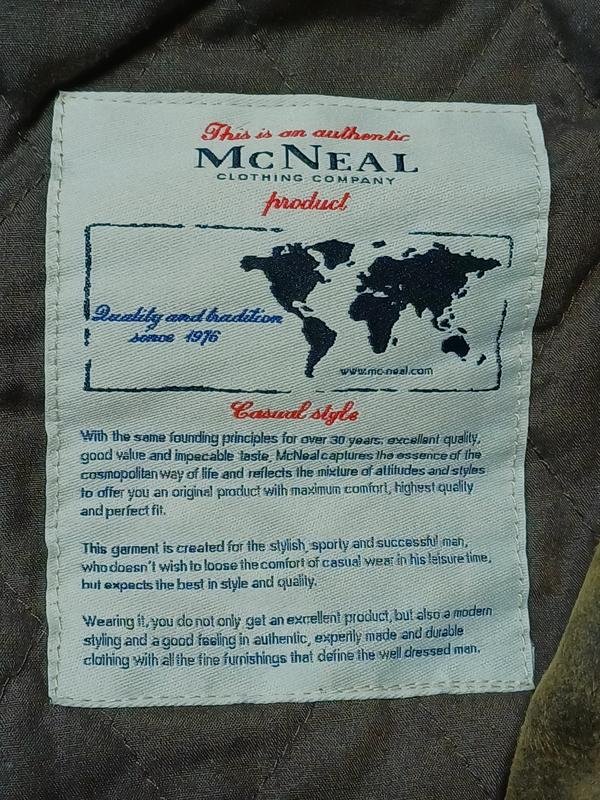 This is an authentic
McNEAL
CLOTHING COMPANY
product
Quality and tradition
since 1976
www.mc-neal.com
Casual style
With the same founding principles for over 30 years: excellent quality,
good value and impecable taste, McNeal captures the essence of the
cosmopolitan way of life and reflects the mixture of attitudes and styles
to offer you an original product with maximum comfort, highest quality
and perfect fit.
This garment is created for the stylish, sporty and successful man,
who doesn't wish to loose the comfort of casual wear in his leisure time,
but expects the best in style and quality.
Wearing it, you do not only get an excellent product, but also a modern
styling and a good feeling in authentic, expertly made and durable
clothing with all the fine furnishings that define the well dressed man.